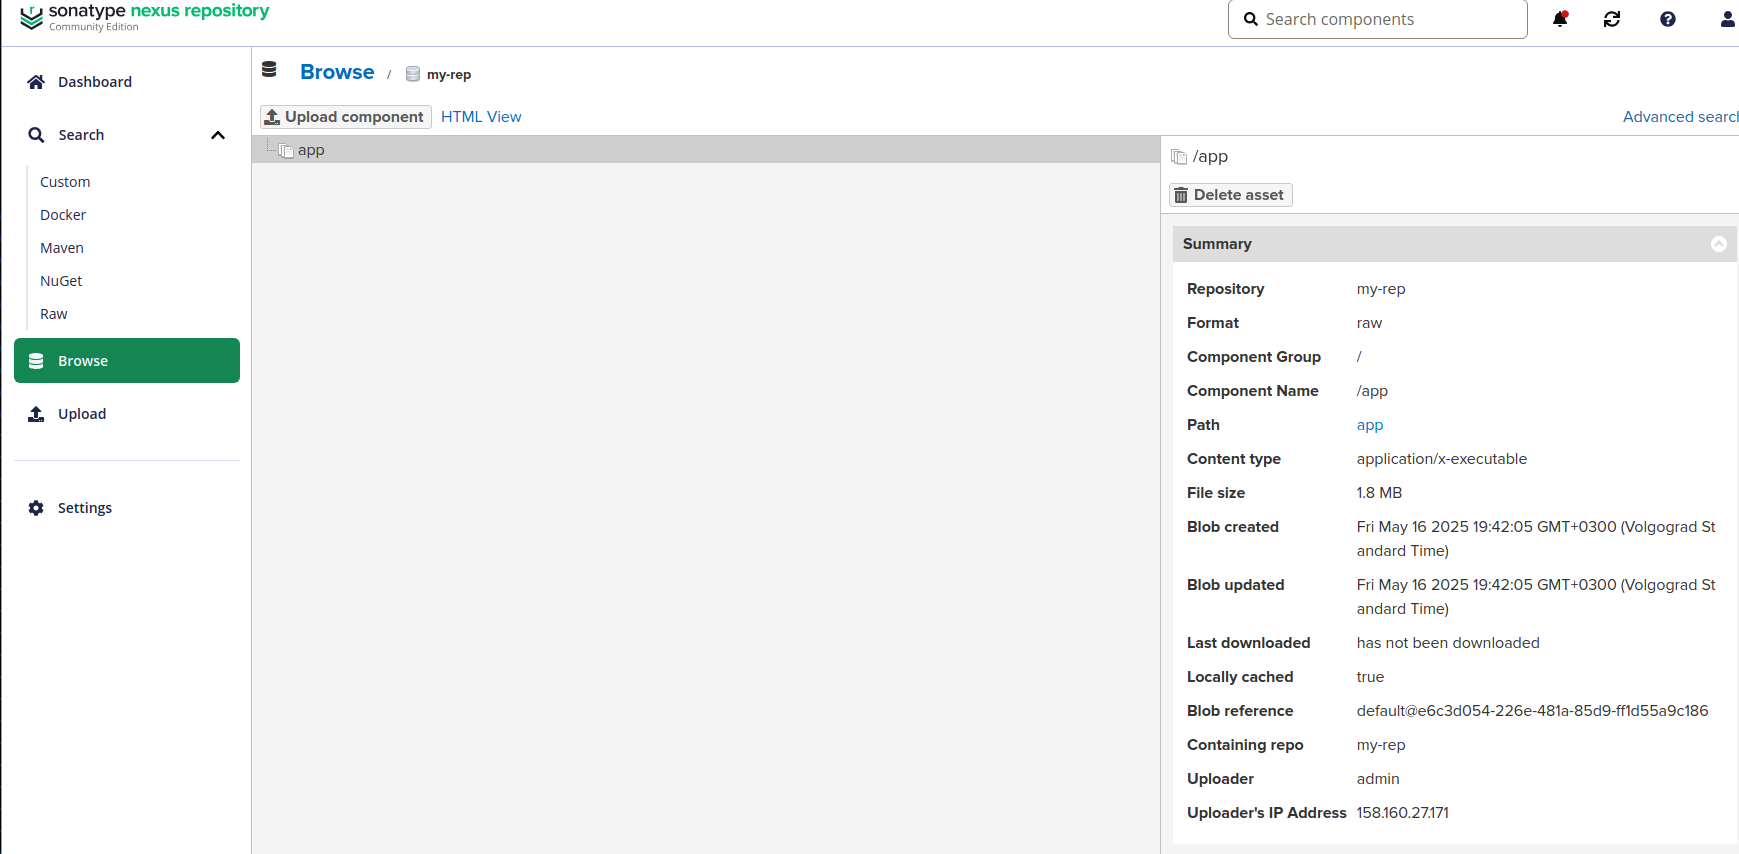 sonatype nexus repository
Community Edition
Search components
Dashboard
Search
Custom
Docker
Maven
NuGet
Raw
Browse
Upload
Settings
Browse / my-rep
Upload component HTML View
Advanced search
app
/app
Delete asset
Summary
Repository my-rep
Format raw
Component Group /
Component Name /app
Path app
Content type application/x-executable
File size 1.8 MB
Blob created Fri May 16 2025 19:42:05 GMT+0300 (Volgograd St
andard Time)
Blob updated Fri May 16 2025 19:42:05 GMT+0300 (Volgograd St
andard Time)
Last downloaded has not been downloaded
Locally cached true
Blob reference default@e6c3d054-226e-481a-85d9-ff1d55a9c186
Containing repo my-rep
Uploader admin
Uploader's IP Address 158.160.27.171